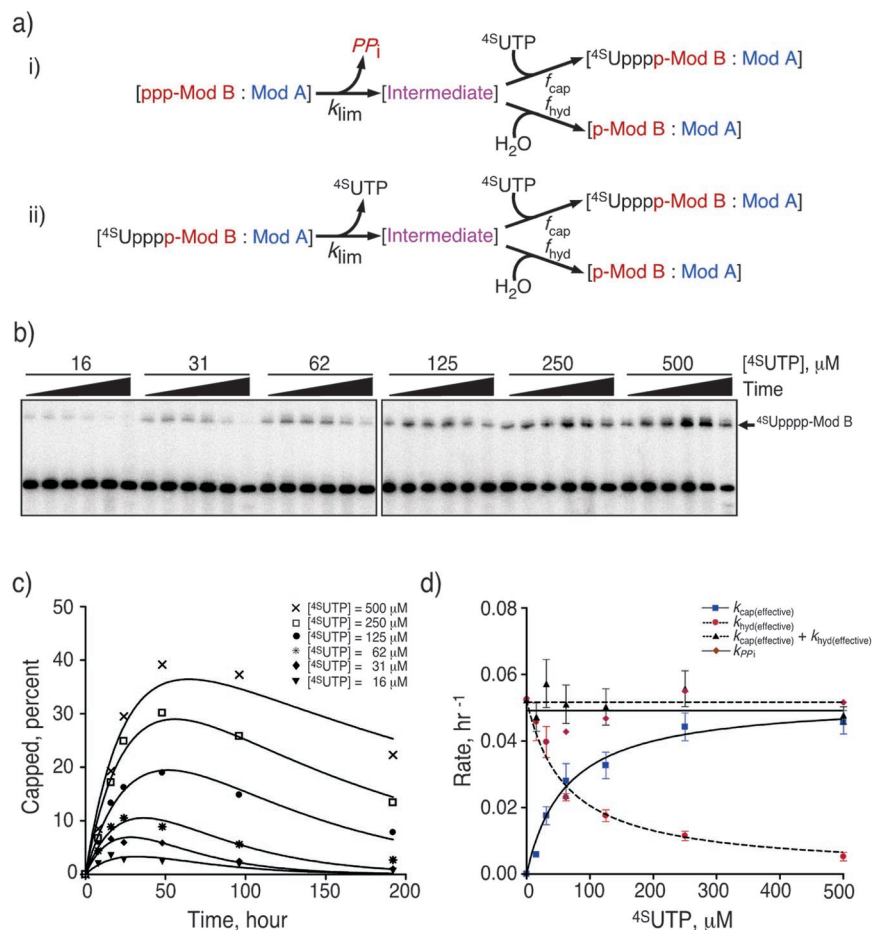 a)
i) [ppp-Mod B : Mod A] PPi klim [Intermediate] 4SUTP fcap [4SUpppp-Mod B : Mod A]
fhyd H2O [p-Mod B : Mod A]
ii) [4SUpppp-Mod B : Mod A] 4SUTP klim [Intermediate] 4SUTP fcap [4SUpppp-Mod B : Mod A]
fhyd H2O [p-Mod B : Mod A]
b)
16 31 62 125 250 500 [4SUTP], μM
Time
4SUpppp-Mod B
c)
Capped, percent
50
40
30
20
10
0
0 50 100 150 200
Time, hour
[4SUTP] = 500 μM
[4SUTP] = 250 μM
[4SUTP] = 125 μM
[4SUTP] = 62 μM
[4SUTP] = 31 μM
[4SUTP] = 16 μM
d)
Rate, hr -1
0.08
0.06
0.04
0.02
0.00
0 100 200 300 400 500
4SUTP, μM
kcap(effective)
khyd(effective)
kcap(effective) + khyd(effective)
kPPi